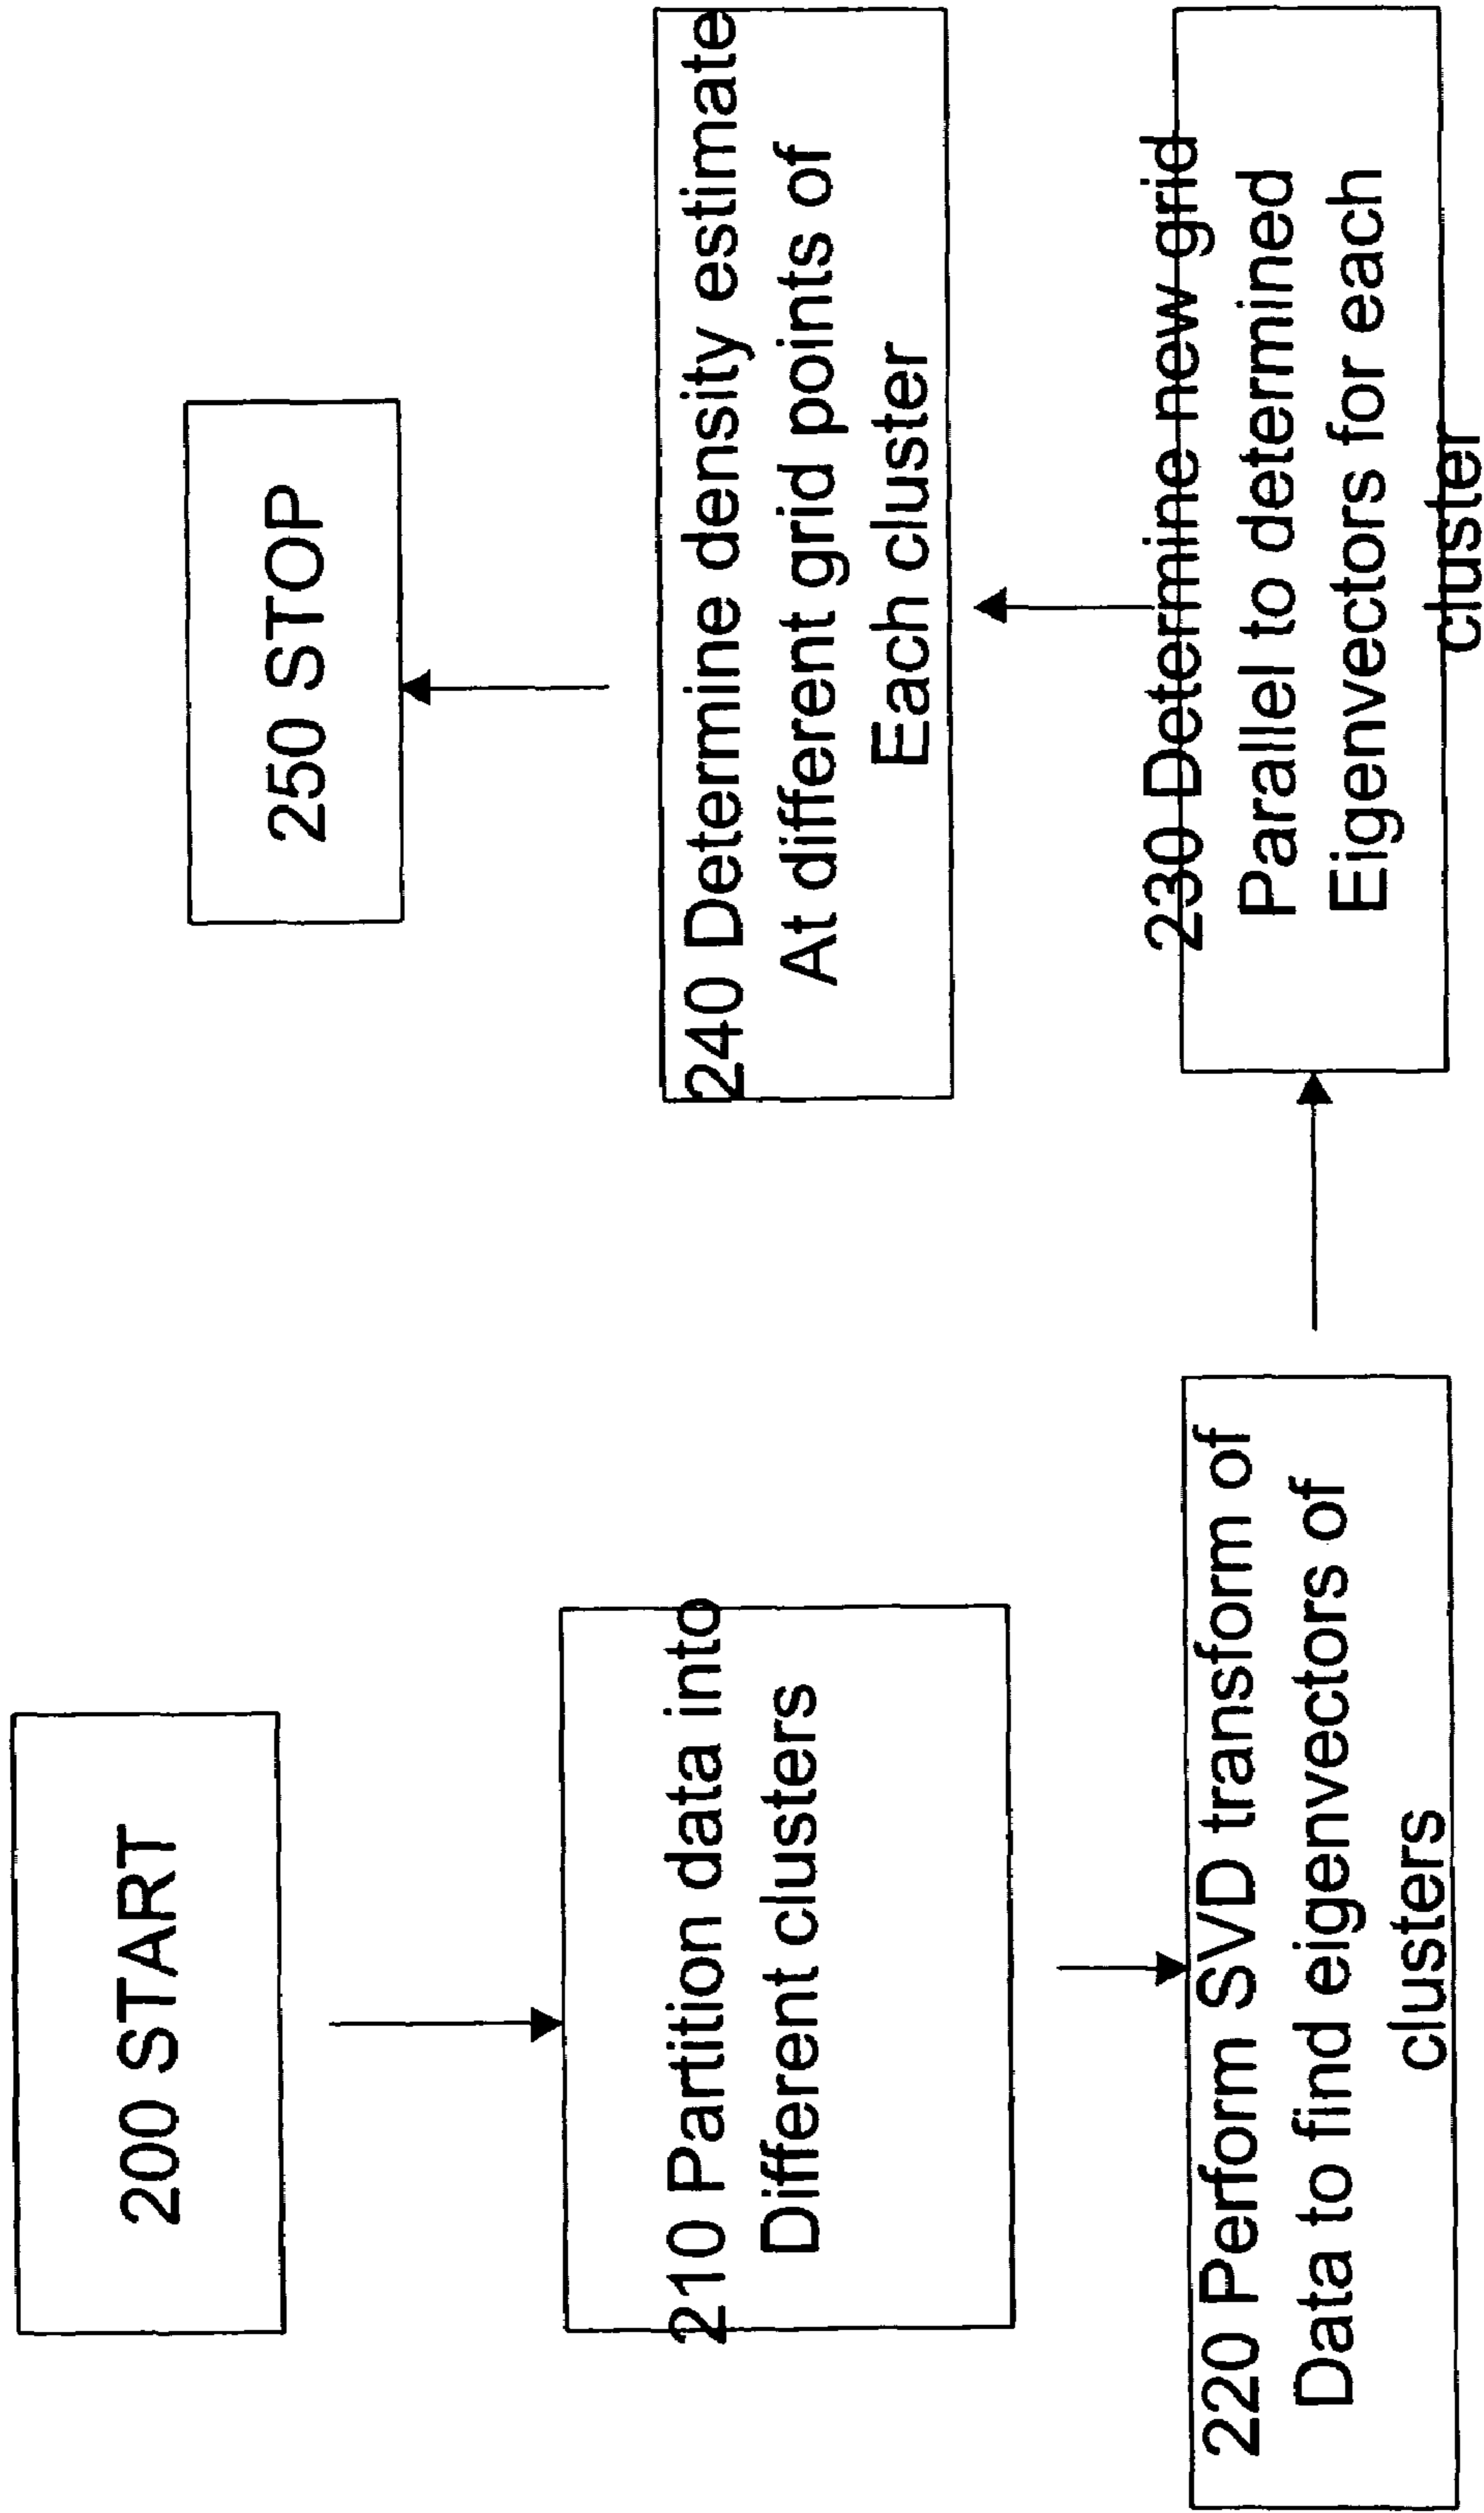 200 START
210 Partition data into
Different clusters
220 Perform SVD transform of
Data to find eigenvectors of
clusters
230 Determine new grid
Parallel to determined
Eigenvectors for each
cluster
240 Determine density estimate
At different grid points of
Each cluster
250 STOP